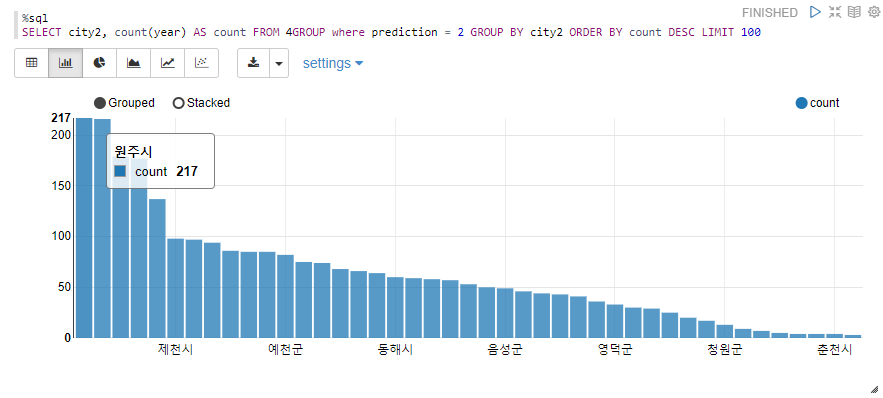 %sql
FINISHED
SELECT city2, count(year) AS count FROM 4GROUP where prediction = 2 GROUP BY city2 ORDER BY count DESC LIMIT 100
settings
Grouped Stacked count
217
200
원주시
count 217
150
100
50
0
제천시 예천군 동해시 음성군 영덕군 청원군 춘천시